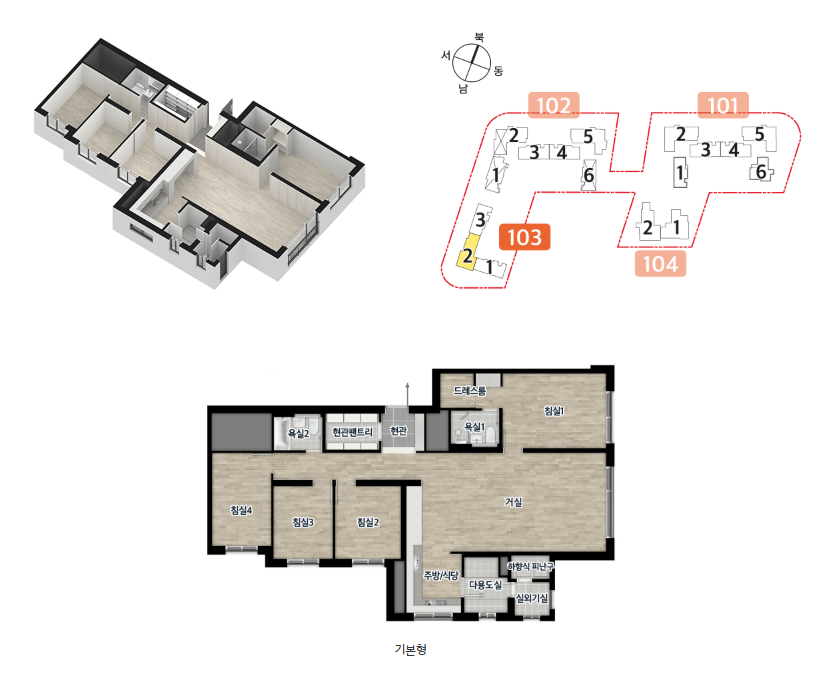 북
서
동
남
102
101
2
5
3
4
1
6
2
5
3
4
1
6
3
103
2
1
2
1
104
드레스룸
침실1
욕실2
현관팬트리
현관
욕실1
침실4
침실3
침실2
거실
주방/식당
다용도실
하향식 피난구
실외기실
기본형